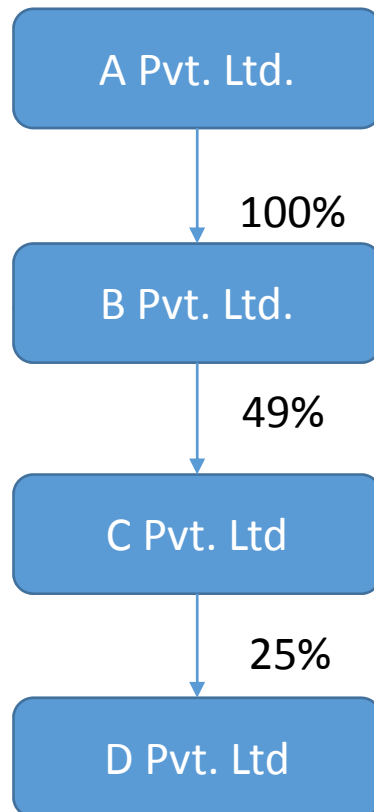 A Pvt. Ltd.
100%
B Pvt. Ltd.
49%
C Pvt. Ltd
25%
D Pvt. Ltd